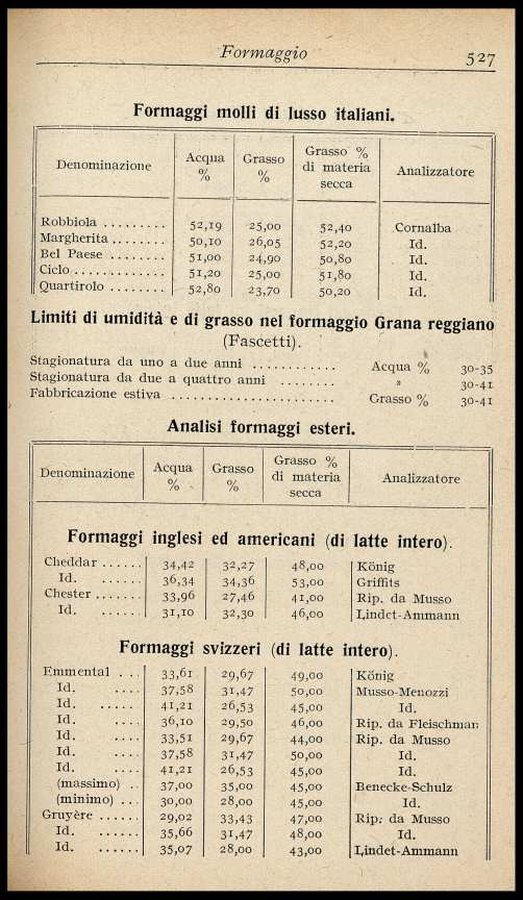 Formaggio 527
Formaggi molli di lusso italiani.
Denominazione Acqua % Grasso % Grasso % di materia secca Analizzatore
Robbiola ......... 52,19 25,00 52,40 Cornalba
Margherita ........ 50,10 26,05 52,20 Id.
Bel Paese ........ 51,00 24,90 50,80 Id.
Ciclo ............. 51,20 25,00 51,80 Id.
Quartirolo ........ 52,80 23,70 50,20 Id.
Limiti di umidità e di grasso nel formaggio Grana reggiano
(Fascetti).
Stagionatura da uno a due anni ............ Acqua % 30-35
Stagionatura da due a quattro anni ........ » 30-41
Fabbricazione estiva ........................ Grasso % 30-41
Analisi formaggi esteri.
Denominazione Acqua % Grasso % Grasso % di materia secca Analizzatore
Formaggi inglesi ed americani (di latte intero).
Cheddar ...... 34,42 32,27 48,00 König
Id. ...... 36,34 34,36 53,00 Griffits
Chester ....... 33,96 27,46 41,00 Rip. da Musso
Id. ...... 31,10 32,30 46,00 Lindet-Ammann
Formaggi svizzeri (di latte intero).
Emmental ... 33,61 29,67 49,00 König
Id. .... 37,58 31,47 50,00 Musso-Menozzi
Id. .... 41,21 26,53 45,00 Id.
Id. .... 36,10 29,50 46,00 Rip. da Fleischman
Id. .... 33,51 29,67 44,00 Rip. da Musso
Id. .... 37,58 31,47 50,00 Id.
Id. .... 41,21 26,53 45,00 Id.
(massimo) .. 37,00 35,00 45,00 Benecke-Schulz
(minimo) ... 30,00 28,00 45,00 Id.
Gruyère ...... 29,02 33,43 47,00 Rip. da Musso
Id. ...... 35,66 31,47 48,00 Id.
Id. ...... 35,07 28,00 43,00 Lindet-Ammann